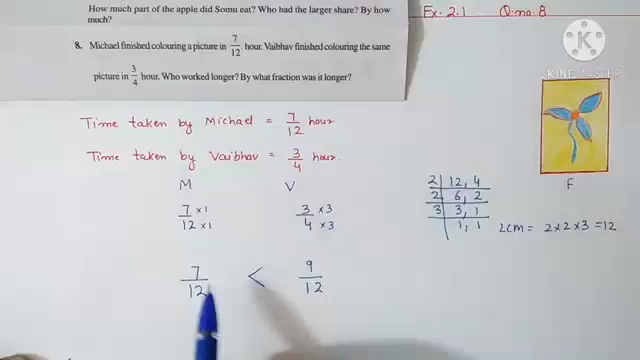 How much part of the apple did Somu eat? Who had the larger share? By how
much?
8. Michael finished colouring a picture in 7/12 hour. Vaibhav finished colouring the same
picture in 3/4 hour. Who worked longer? By what fraction was it longer?
Ex. 2.1 Q.no. 8
K
KINEMASTER
Time taken by Michael = 7/12 hour
Time taken by Vaibhav = 3/4 hour.
M V
7/12 ×1/×1 3/4 ×3/×3
7/12 < 9/12
2 | 12, 4
2 | 6, 2
3 | 3, 1
1, 1
LCM = 2×2×3 = 12
F